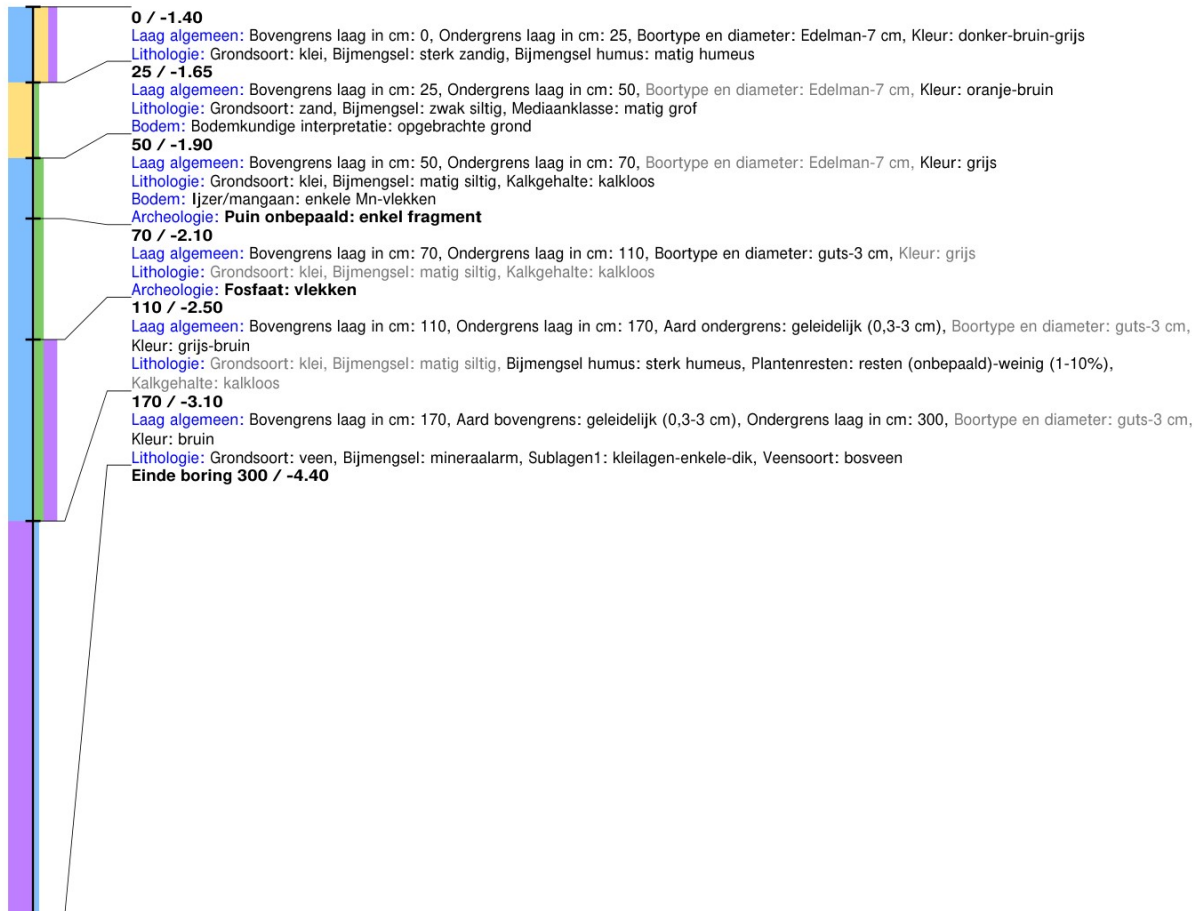 0 / -1.40
Laag algemeen: Bovengrens laag in cm: 0, Ondergrens laag in cm: 25, Boortype en diameter: Edelman-7 cm, Kleur: donker-bruin-grijs
Lithologie: Grondsoort: klei, Bijmengsel: sterk zandig, Bijmengsel humus: matig humeus
25 / -1.65
Laag algemeen: Bovengrens laag in cm: 25, Ondergrens laag in cm: 50, Boortype en diameter: Edelman-7 cm, Kleur: oranje-bruin
Lithologie: Grondsoort: zand, Bijmengsel: zwak siltig, Mediaanklasse: matig grof
Bodem: Bodemkundige interpretatie: opgebrachte grond
50 / -1.90
Laag algemeen: Bovengrens laag in cm: 50, Ondergrens laag in cm: 70, Boortype en diameter: Edelman-7 cm, Kleur: grijs
Lithologie: Grondsoort: klei, Bijmengsel: matig siltig, Kalkgehalte: kalkloos
Bodem: Ijzer/mangaan: enkele Mn-vlekken
Archeologie: Puin onbepaald: enkel fragment
70 / -2.10
Laag algemeen: Bovengrens laag in cm: 70, Ondergrens laag in cm: 110, Boortype en diameter: guts-3 cm, Kleur: grijs
Lithologie: Grondsoort: klei, Bijmengsel: matig siltig, Kalkgehalte: kalkloos
Archeologie: Fosfaat: vlekken
110 / -2.50
Laag algemeen: Bovengrens laag in cm: 110, Ondergrens laag in cm: 170, Aard ondergrens: geleidelijk (0,3-3 cm), Boortype en diameter: guts-3 cm,
Kleur: grijs-bruin
Lithologie: Grondsoort: klei, Bijmengsel: matig siltig, Bijmengsel humus: sterk humeus, Plantenresten: resten (onbepaald)-weinig (1-10%),
Kalkgehalte: kalkloos
170 / -3.10
Laag algemeen: Bovengrens laag in cm: 170, Aard bovengrens: geleidelijk (0,3-3 cm), Ondergrens laag in cm: 300, Boortype en diameter: guts-3 cm,
Kleur: bruin
Lithologie: Grondsoort: veen, Bijmengsel: mineraalarm, Sublagen1: kleilagen-enkele-dik, Veensoort: bosveen
Einde boring 300 / -4.40